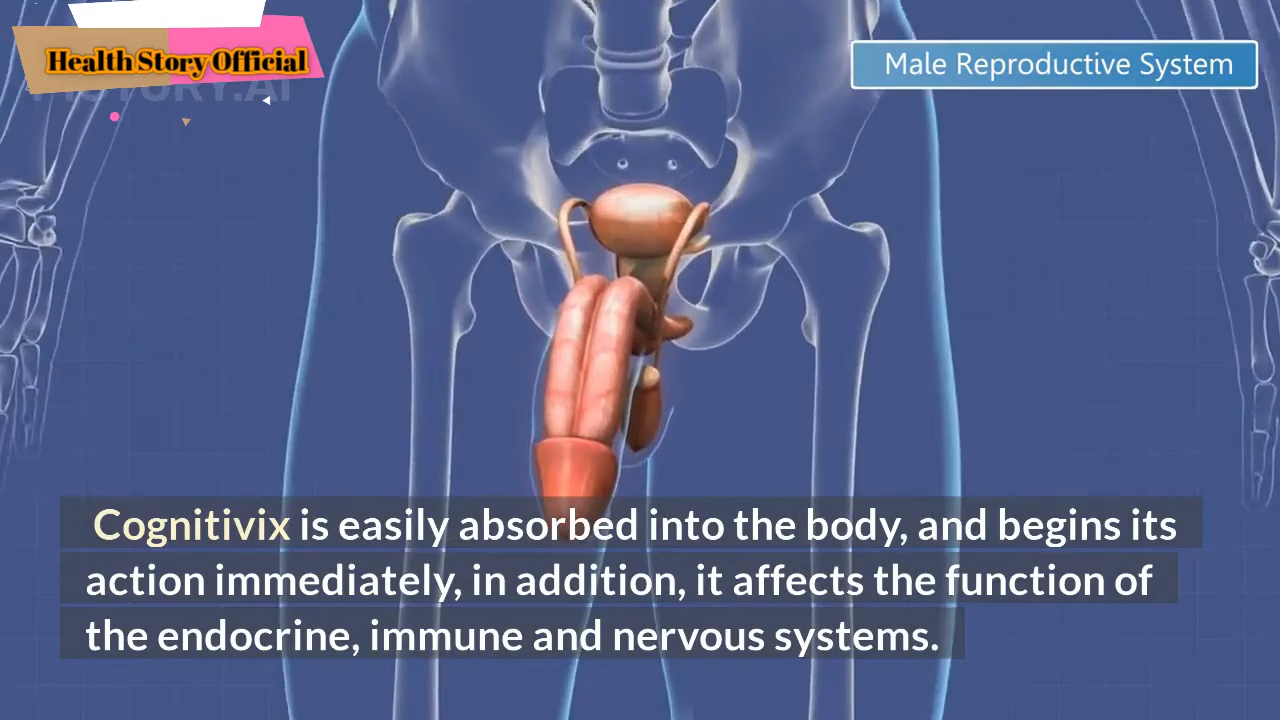 Health Story Official
Male Reproductive System
Cognitivix is easily absorbed into the body, and begins its
action immediately, in addition, it affects the function of
the endocrine, immune and nervous systems.